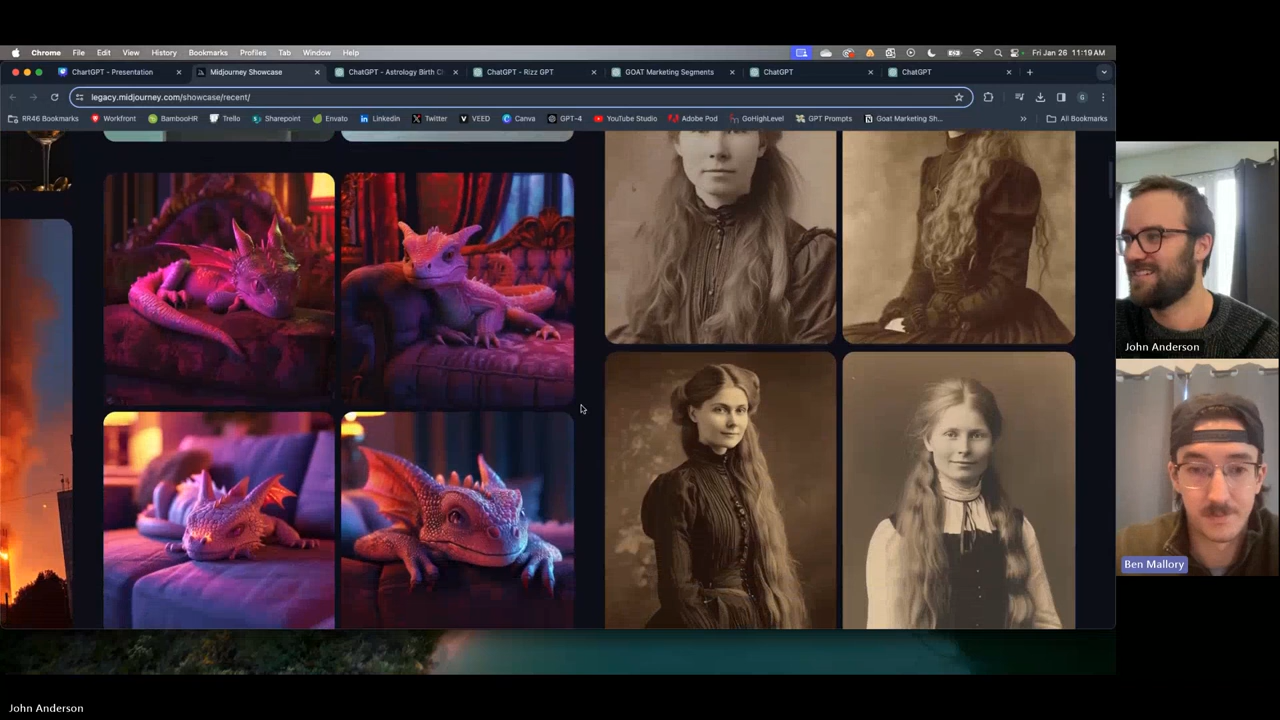 Chrome File Edit View History Bookmarks Profiles Tab Window Help Fri Jan 26 11:19 AM
ChartGPT - Presentation Midjourney Showcase ChatGPT - Astrology Birth C ChatGPT - Rizz GPT GOAT Marketing Segments ChatGPT ChatGPT
legacy.midjourney.com/showcase/recent/ G
RR46 Bookmarks Workfront BambooHR Trello Sharepoint Envato Linkedin Twitter VEED Canva GPT-4 YouTube Studio Adobe Pod GoHighLevel GPT Prompts Goat Marketing Sh... All Bookmarks
John Anderson
Ben Mallory
John Anderson